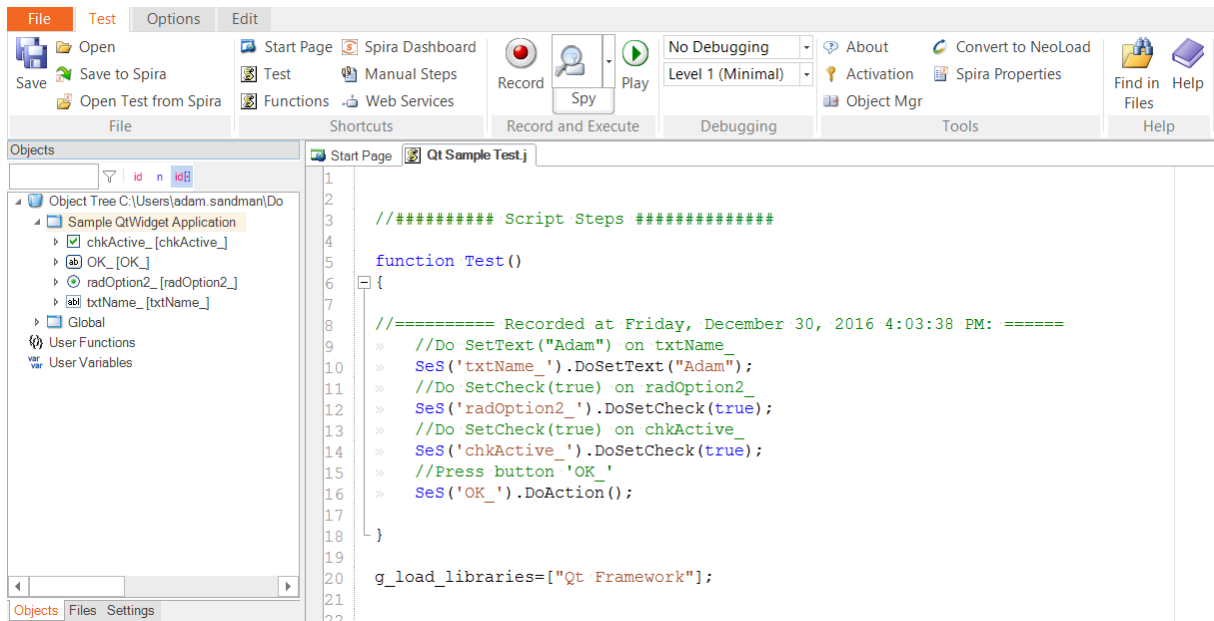 File Test Options Edit
Save
Open
Save to Spira
Open Test from Spira
File
Start Page Spira Dashboard
Test Manual Steps
Functions Web Services
Shortcuts
Record Spy Play
Record and Execute
No Debugging
Level 1 (Minimal)
Debugging
About Convert to NeoLoad
Activation Spira Properties
Object Mgr
Tools
Find in Files Help
Help
Objects
id n id[]
Object Tree C:\Users\adam.sandman\Do
Sample QtWidget Application
chkActive_ [chkActive_]
OK_ [OK_]
radOption2_ [radOption2_]
txtName_ [txtName_]
Global
User Functions
User Variables
Objects Files Settings
Start Page Qt Sample Test.j
1
2
3 //########## Script Steps ##############
4
5 function Test()
6 {
7
8 //========== Recorded at Friday, December 30, 2016 4:03:38 PM: ======
9 //Do SetText("Adam") on txtName_
10 SeS('txtName_').DoSetText("Adam");
11 //Do SetCheck(true) on radOption2_
12 SeS('radOption2_').DoSetCheck(true);
13 //Do SetCheck(true) on chkActive_
14 SeS('chkActive_').DoSetCheck(true);
15 //Press button 'OK_'
16 SeS('OK_').DoAction();
17
18 }
19
20 g_load_libraries=["Qt Framework"];
21
22